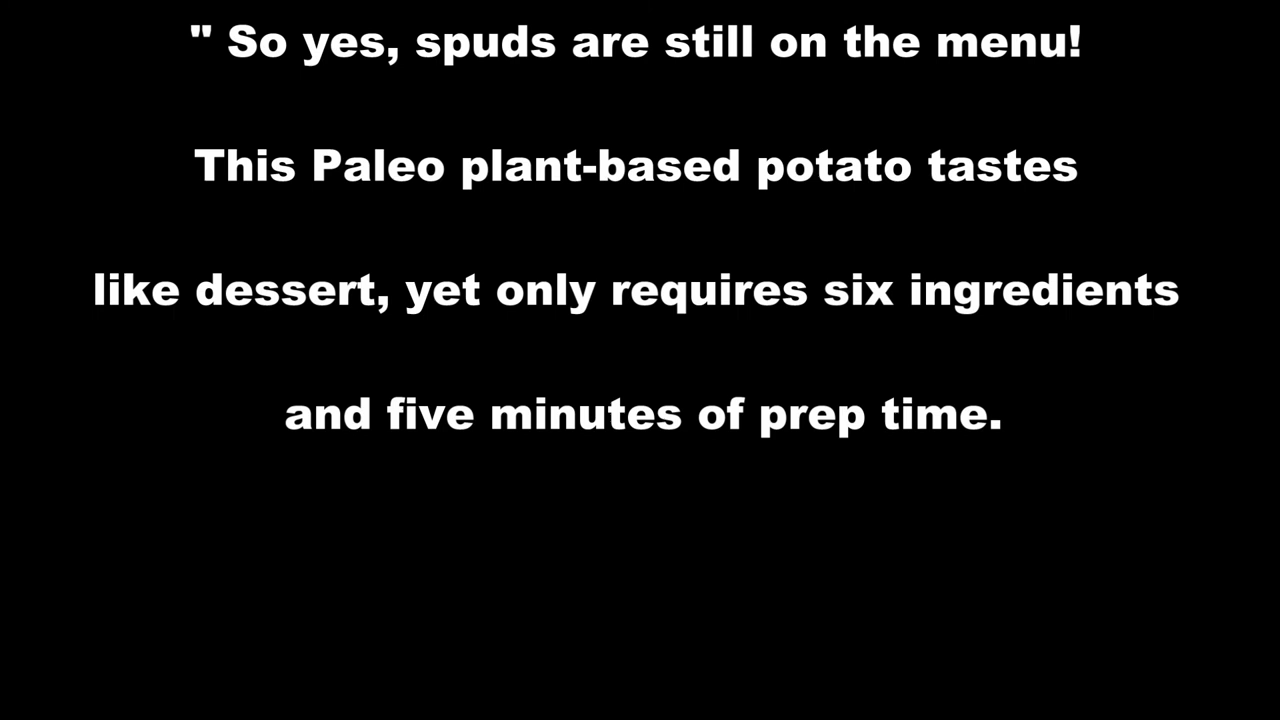 " So yes, spuds are still on the menu!
This Paleo plant-based potato tastes
like dessert, yet only requires six ingredients
and five minutes of prep time.